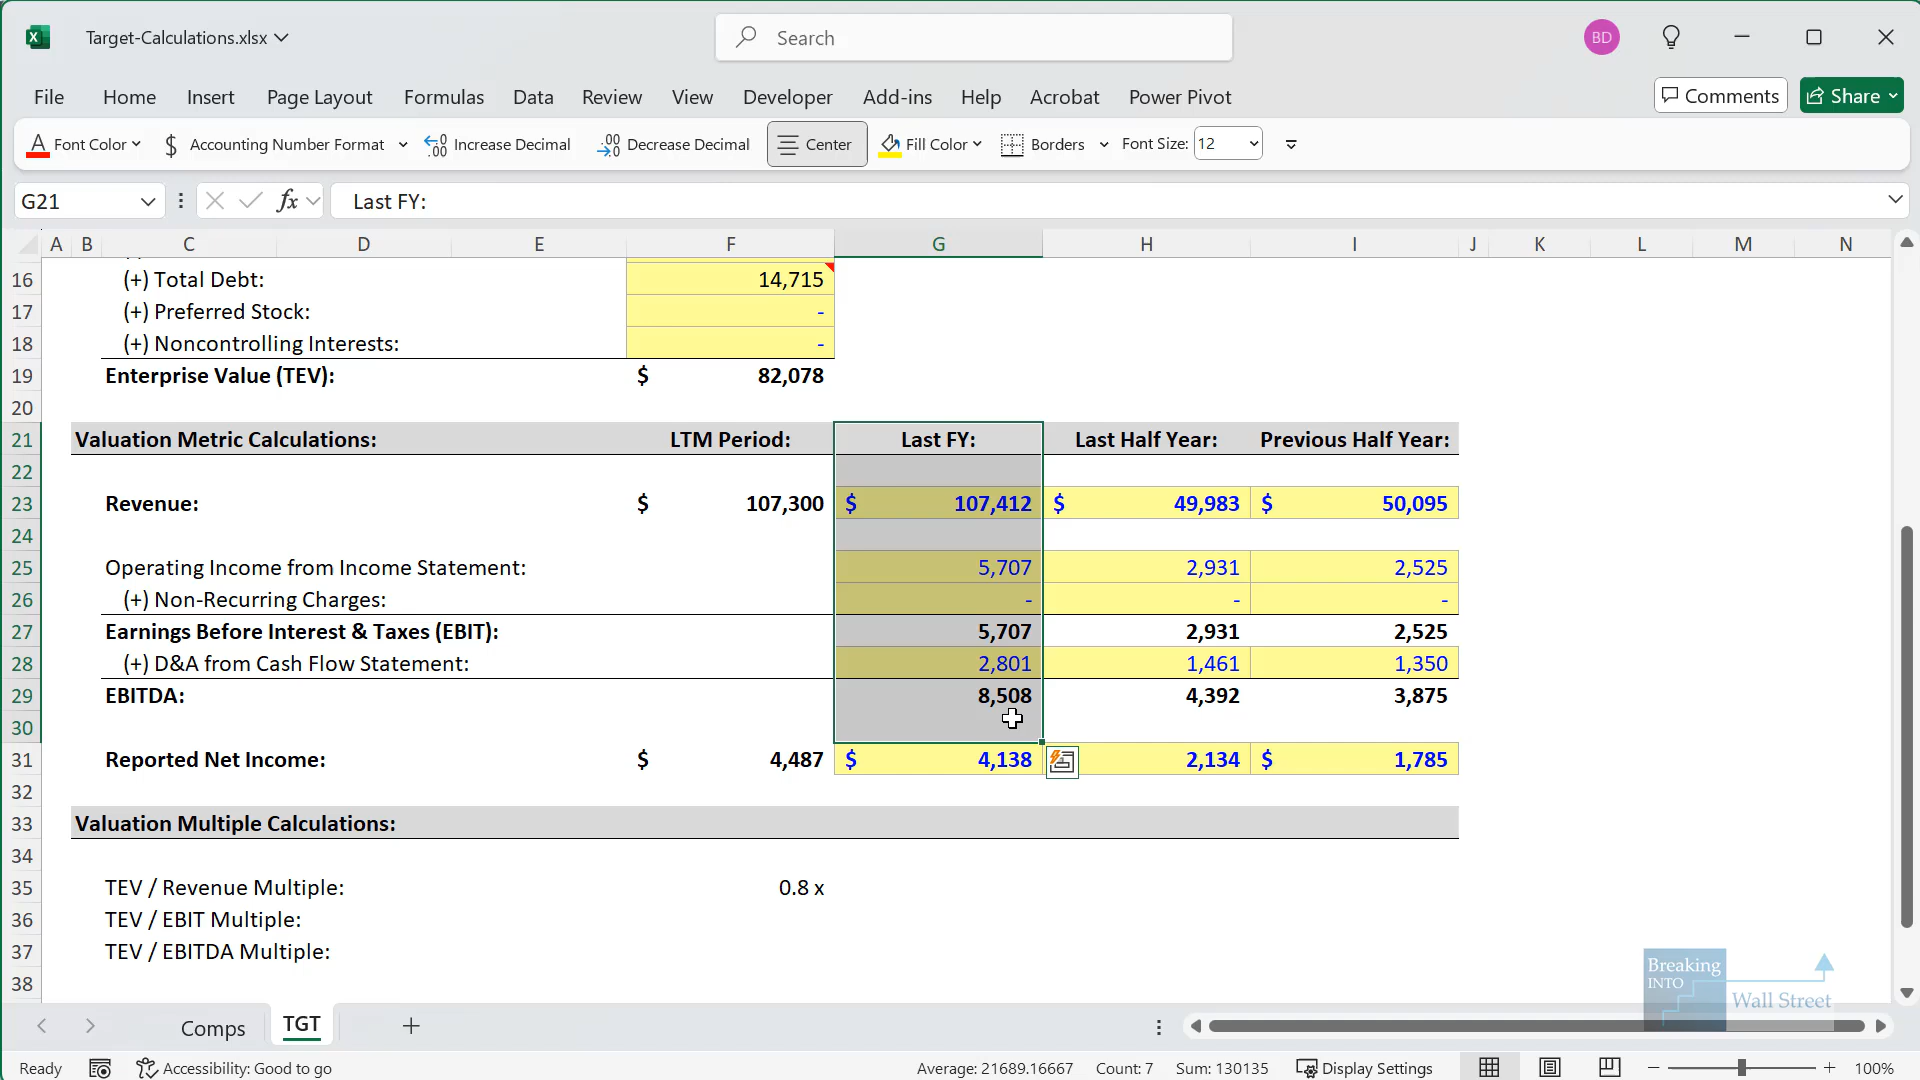 Target-Calculations.xlsx
Search
BD
File Home Insert Page Layout Formulas Data Review View Developer Add-ins Help Acrobat Power Pivot Comments Share
Font Color $ Accounting Number Format Increase Decimal Decrease Decimal Center Fill Color Borders Font Size: 12
G21 fx Last FY:
A B C D E F G H I J K L M N
16 (+) Total Debt: 14,715
17 (+) Preferred Stock: -
18 (+) Noncontrolling Interests: -
19 Enterprise Value (TEV): $ 82,078
20
21 Valuation Metric Calculations: LTM Period: Last FY: Last Half Year: Previous Half Year:
22
23 Revenue: $ 107,300 $ 107,412 $ 49,983 $ 50,095
24
25 Operating Income from Income Statement: 5,707 2,931 2,525
26 (+) Non-Recurring Charges: - - -
27 Earnings Before Interest & Taxes (EBIT): 5,707 2,931 2,525
28 (+) D&A from Cash Flow Statement: 2,801 1,461 1,350
29 EBITDA: 8,508 4,392 3,875
30
31 Reported Net Income: $ 4,487 $ 4,138 2,134 $ 1,785
32
33 Valuation Multiple Calculations:
34
35 TEV / Revenue Multiple: 0.8 x
36 TEV / EBIT Multiple:
37 TEV / EBITDA Multiple:
38
Breaking
INTO
Wall Street
Comps TGT +
Ready Accessibility: Good to go Average: 21689.16667 Count: 7 Sum: 130135 Display Settings 100%